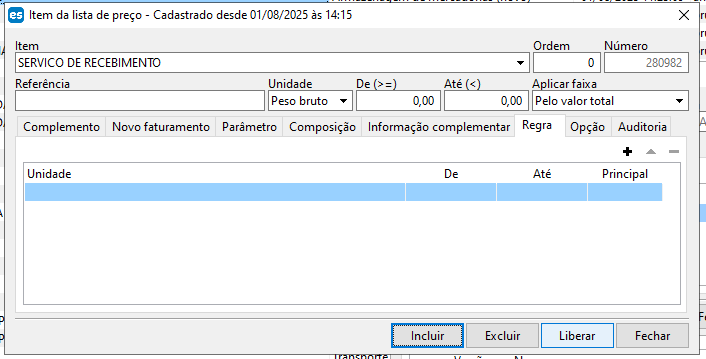 es Item da lista de preço - Cadastrado desde 01/08/2025 às 14:15
Item Ordem Número
SERVICO DE RECEBIMENTO 0 280982
Referência Unidade De (>=) Até (<) Aplicar faixa
Peso bruto 0,00 0,00 Pelo valor total
Complemento Novo faturamento Parâmetro Composição Informação complementar Regra Opção Auditoria
Unidade De Até Principal
Incluir Excluir Liberar Fechar